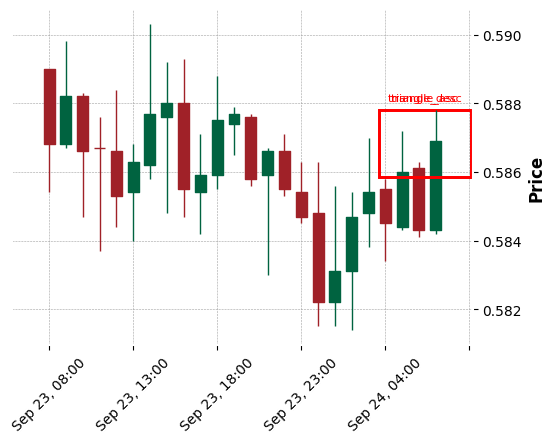 0.590
0.588
0.586
0.584
0.582
Price
Sep 23, 08:00
Sep 23, 13:00
Sep 23, 18:00
Sep 23, 23:00
Sep 24, 04:00